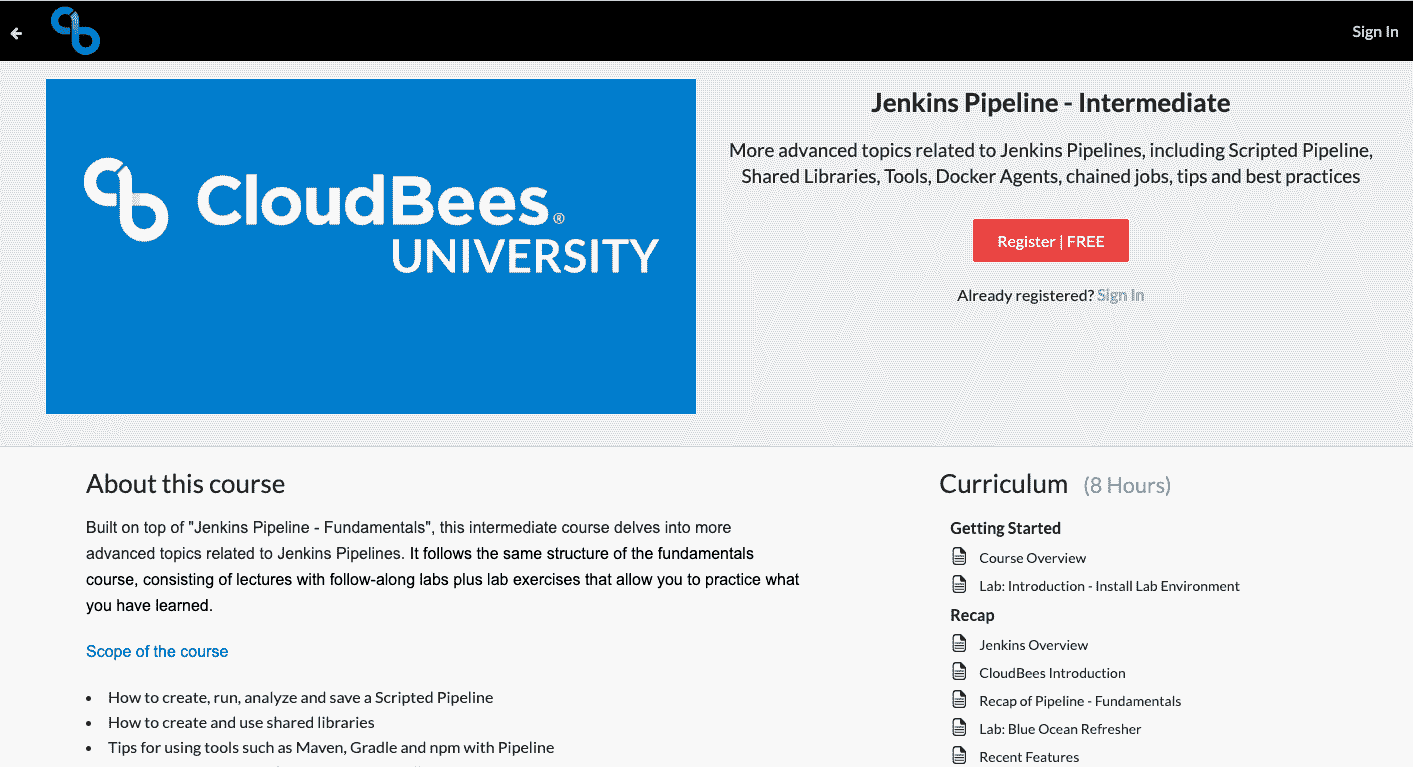 Sign In
CloudBees®
UNIVERSITY
Jenkins Pipeline - Intermediate
More advanced topics related to Jenkins Pipelines, including Scripted Pipeline,
Shared Libraries, Tools, Docker Agents, chained jobs, tips and best practices
Register | FREE
Already registered? Sign In
About this course
Built on top of "Jenkins Pipeline - Fundamentals", this intermediate course delves into more
advanced topics related to Jenkins Pipelines. It follows the same structure of the fundamentals
course, consisting of lectures with follow-along labs plus lab exercises that allow you to practice what
you have learned.
Scope of the course
• How to create, run, analyze and save a Scripted Pipeline
• How to create and use shared libraries
• Tips for using tools such as Maven, Gradle and npm with Pipeline
Curriculum (8 Hours)
Getting Started
Course Overview
Lab: Introduction - Install Lab Environment
Recap
Jenkins Overview
CloudBees Introduction
Recap of Pipeline - Fundamentals
Lab: Blue Ocean Refresher
Recent Features